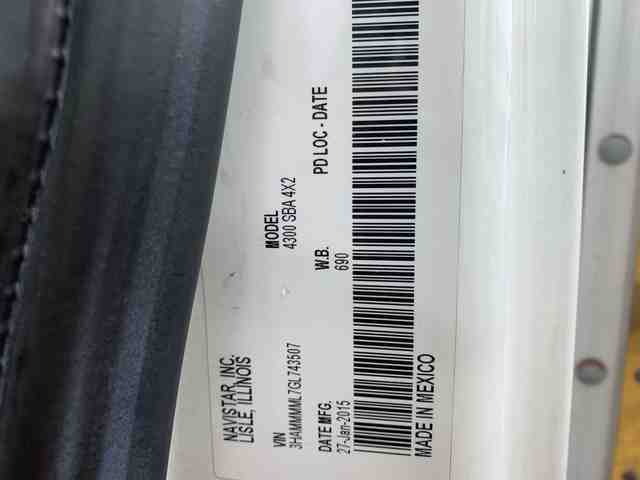 NAVISTAR, INC.
LISLE, ILLINOIS
VIN
3HAMMMML7GL743507
MODEL
4300 SBA 4X2
DATE MFG.
27-Jan-2015
W.B.
690
PD LOC - DATE
MADE IN MEXICO